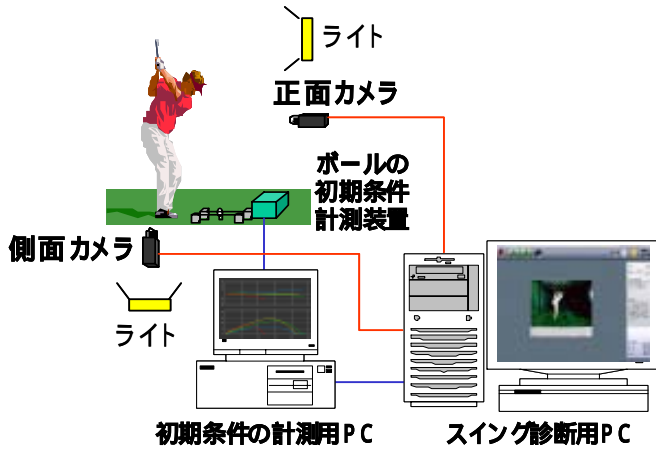 ライト
正面カメラ
ボールの
初期条件
計測装置
側面カメラ
ライト
初期条件の計測用PC
スイング診断用PC